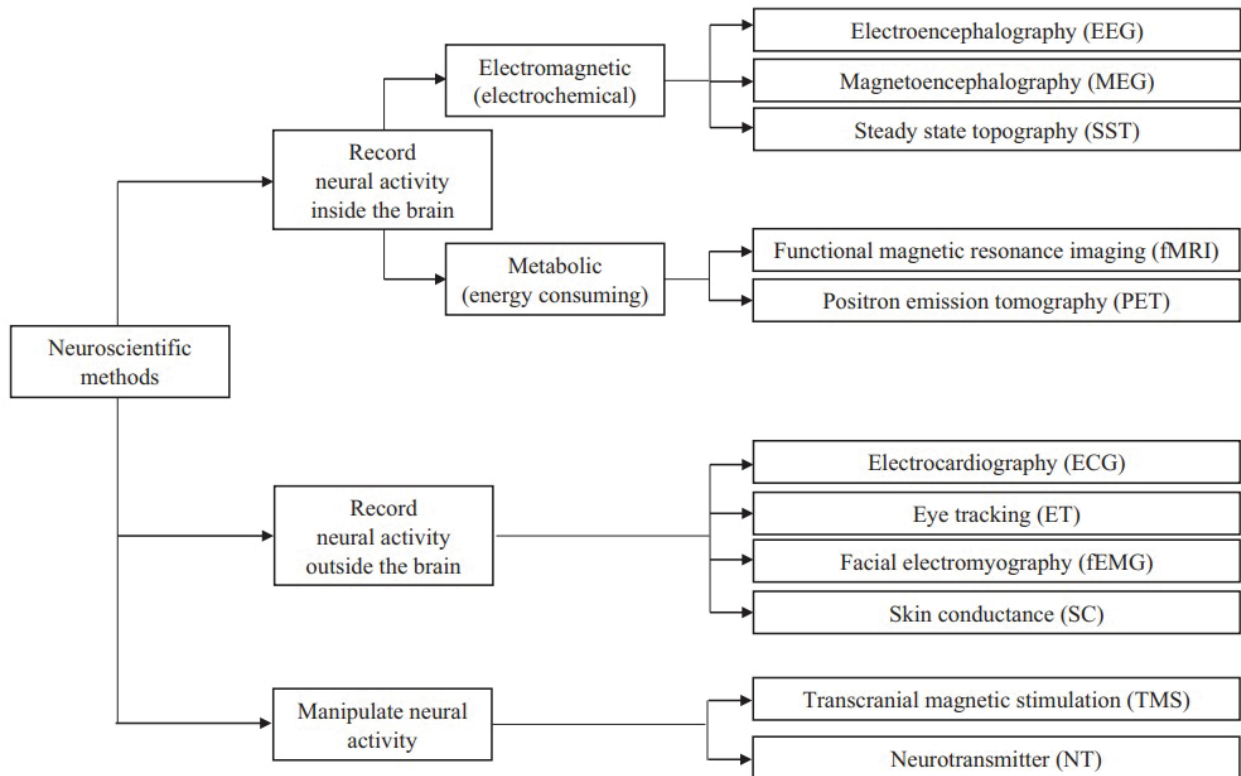 Neuroscientific
methods
Record
neural activity
inside the brain
Electromagnetic
(electrochemical)
Electroencephalography (EEG)
Magnetoencephalography (MEG)
Steady state topography (SST)
Metabolic
(energy consuming)
Functional magnetic resonance imaging (fMRI)
Positron emission tomography (PET)
Record
neural activity
outside the brain
Electrocardiography (ECG)
Eye tracking (ET)
Facial electromyography (fEMG)
Skin conductance (SC)
Manipulate neural
activity
Transcranial magnetic stimulation (TMS)
Neurotransmitter (NT)